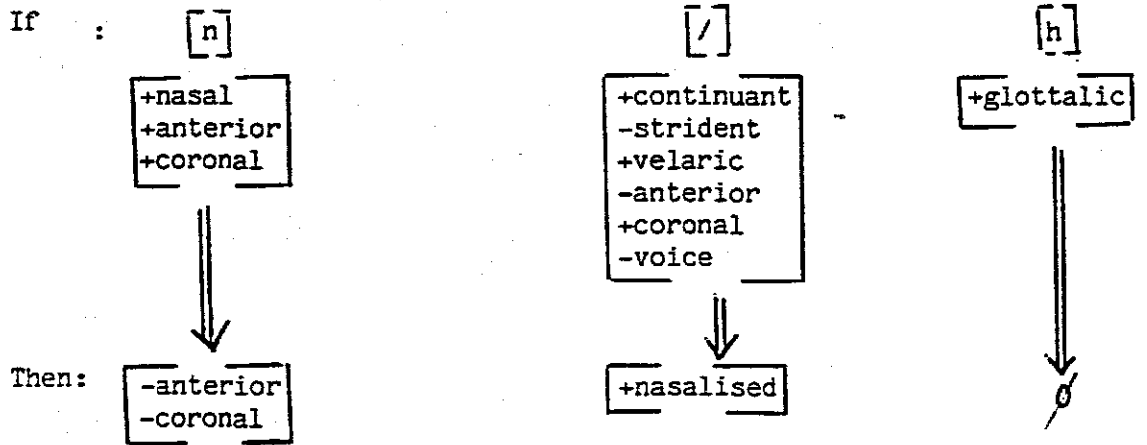 If : [n] [/] [h]
+nasal +continuant +glottalic
+anterior -strident
+coronal +velaric
-anterior
+coronal
-voice
Then: -anterior +nasalised ∅
-coronal